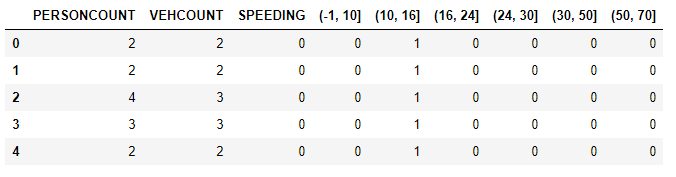 PERSONCOUNT VEHCOUNT SPEEDING (-1, 10] (10, 16] (16, 24] (24, 30] (30, 50] (50, 70]
0 2 2 0 0 1 0 0 0 0
1 2 2 0 0 1 0 0 0 0
2 4 3 0 0 1 0 0 0 0
3 3 3 0 0 1 0 0 0 0
4 2 2 0 0 1 0 0 0 0